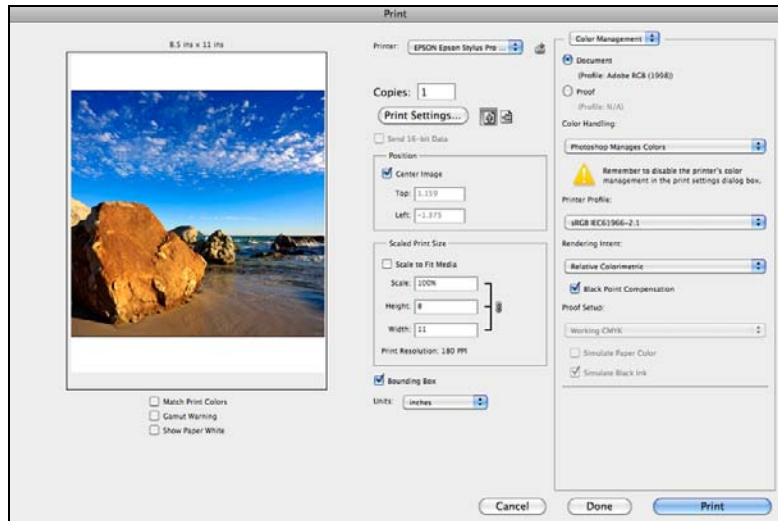 Print
8.5 ins x 11 ins
Match Print Colors
Gamut Warning
Show Paper White
Printer: EPSON Epson Stylus Pro ...
Copies: 1
Print Settings...
Send 16-bit Data
Position
Center Image
Top: 1.159
Left: -1.375
Scaled Print Size
Scale to Fit Media
Scale: 100%
Height: 8
Width: 11
Print Resolution: 180 PPI
Bounding Box
Units: inches
Color Management
Document
(Profile: Adobe RGB (1998))
Proof
(Profile: N/A)
Color Handling:
Photoshop Manages Colors
Remember to disable the printer's color
management in the print settings dialog box.
Printer Profile:
sRGB IEC61966-2.1
Rendering Intent:
Relative Colorimetric
Black Point Compensation
Proof Setup:
Working CMYK
Simulate Paper Color
Simulate Black Ink
Cancel
Done
Print